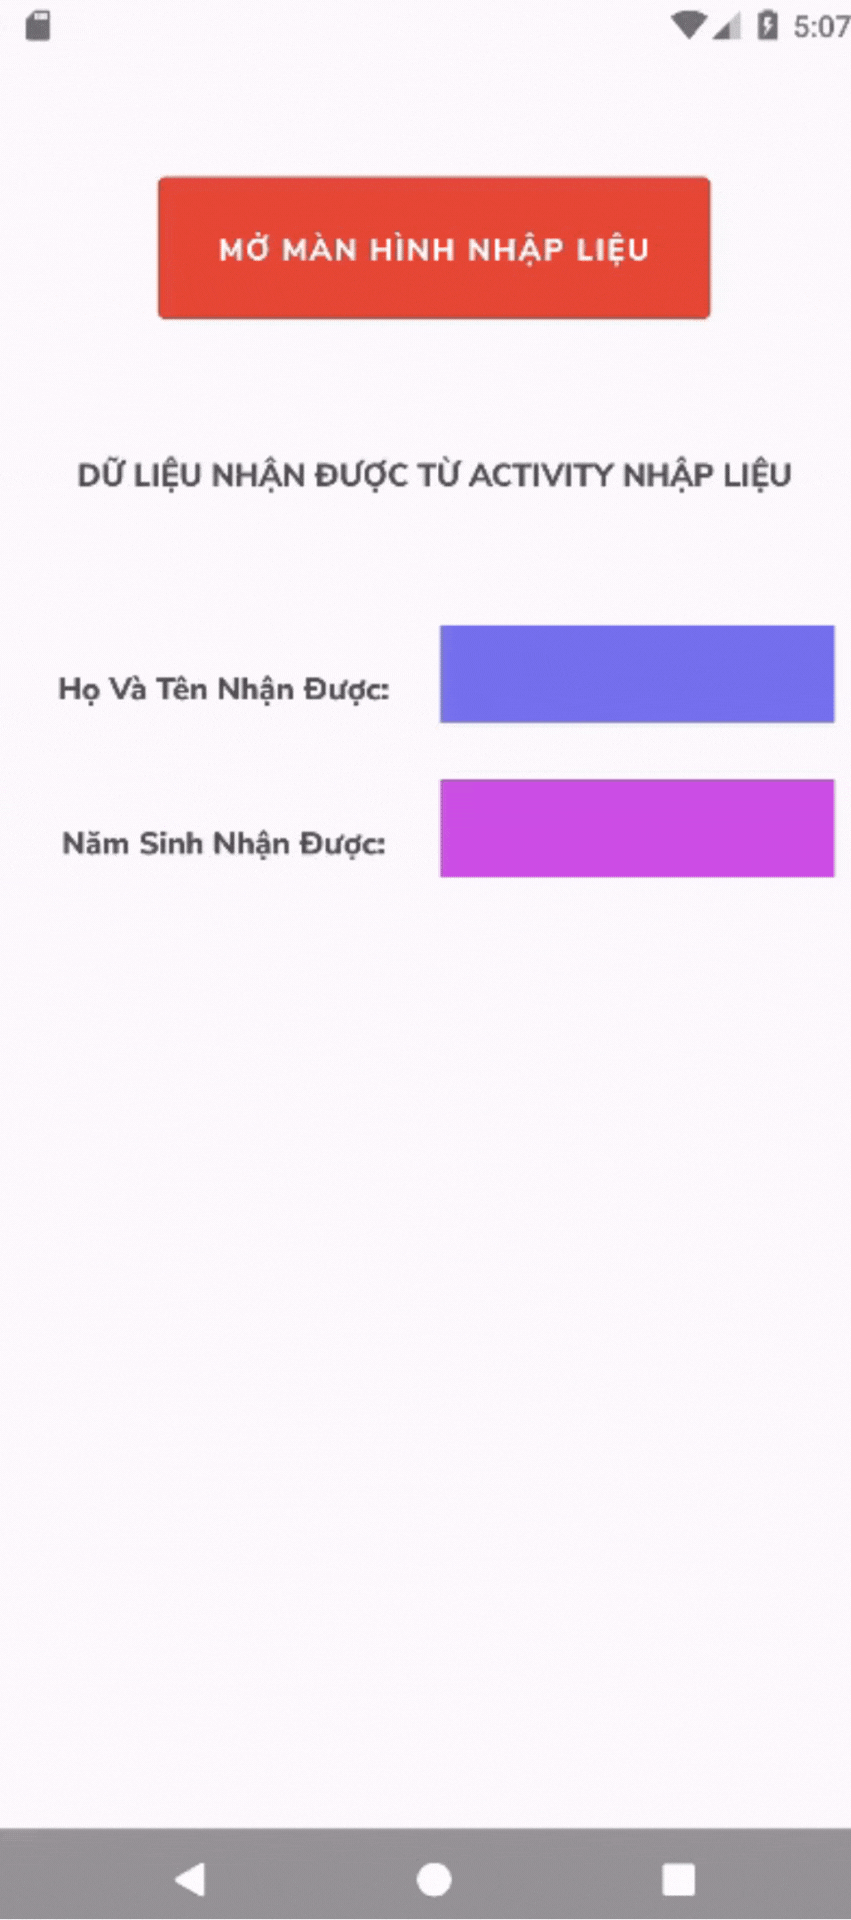 5:07
MỞ MÀN HÌNH NHẬP LIỆU
DỮ LIỆU NHẬN ĐƯỢC TỪ ACTIVITY NHẬP LIỆU
Họ Và Tên Nhận Được:
Năm Sinh Nhận Được: